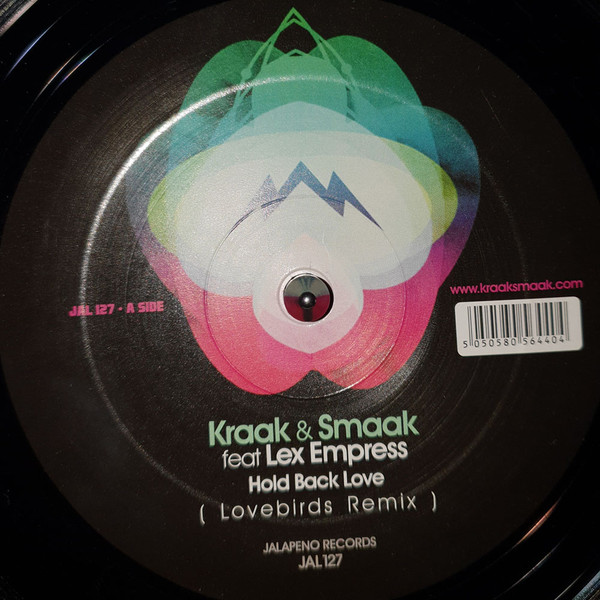 JAL 127 - A SIDE
www.kraaksmaak.com
5 050580 564404
Kraak & Smaak
feat Lex Empress
Hold Back Love
( Lovebirds Remix )
JALAPENO RECORDS
JAL127